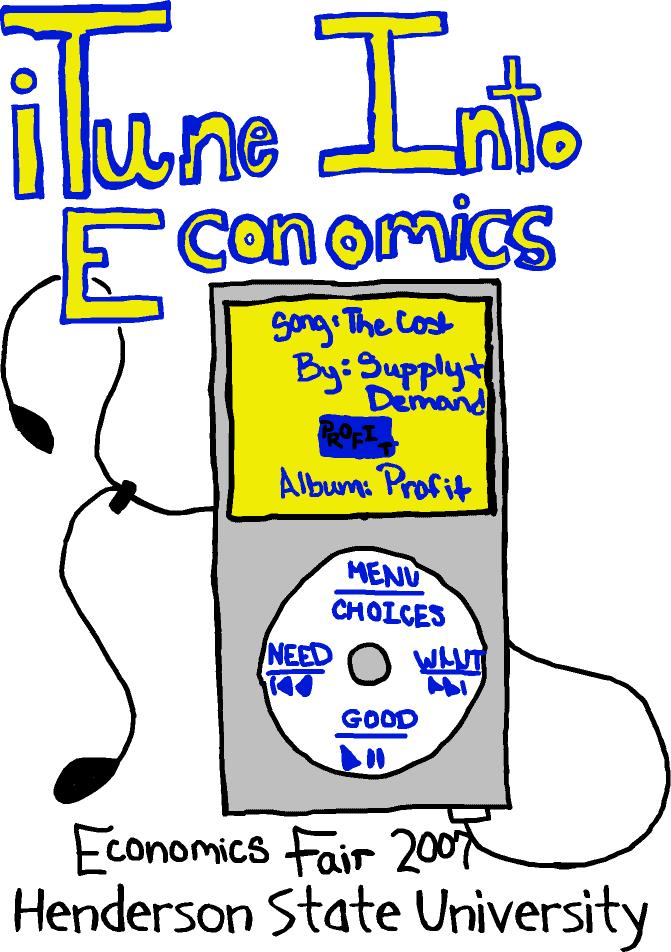 iTune Into
Economics
Song: The Cost
By: Supply +
Demand
PROFIT
Album: Profit
MENU
CHOICES
NEED WANT
GOOD
Economics Fair 2007
Henderson State University